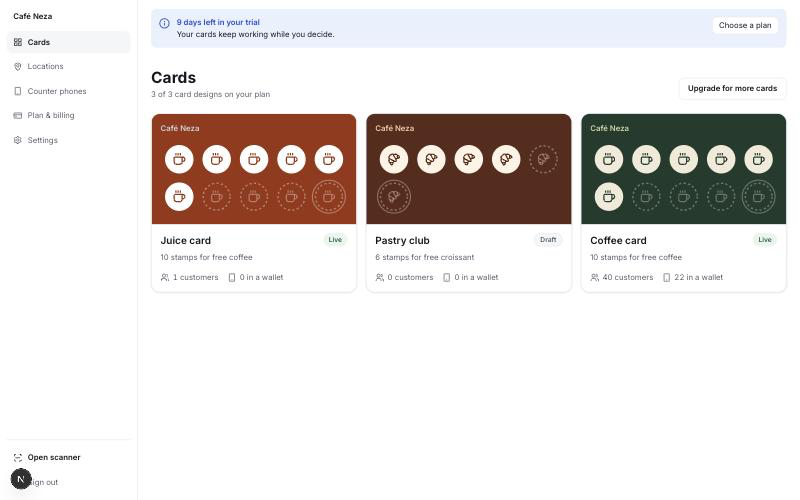 Café Neza
Cards
Locations
Counter phones
Plan & billing
Settings
Open scanner
N
ign out
9 days left in your trial
Your cards keep working while you decide.
Choose a plan
Cards
3 of 3 card designs on your plan
Upgrade for more cards
Café Neza
Juice card
Live
10 stamps for free coffee
1 customers
0 in a wallet
Café Neza
Pastry club
Draft
6 stamps for free croissant
0 customers
0 in a wallet
Café Neza
Coffee card
Live
10 stamps for free coffee
40 customers
22 in a wallet